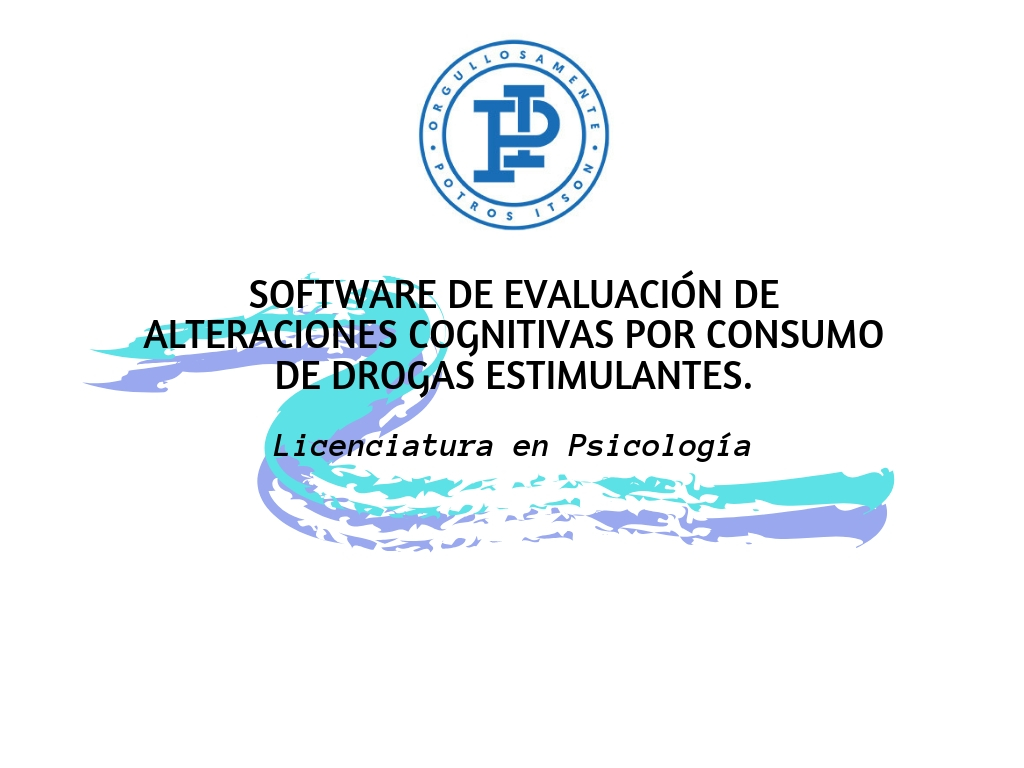 ORGULLOSAMENTE
POTROS ITSON
SOFTWARE DE EVALUACIÓN DE
ALTERACIONES COGNITIVAS POR CONSUMO
DE DROGAS ESTIMULANTES.
Licenciatura en Psicología